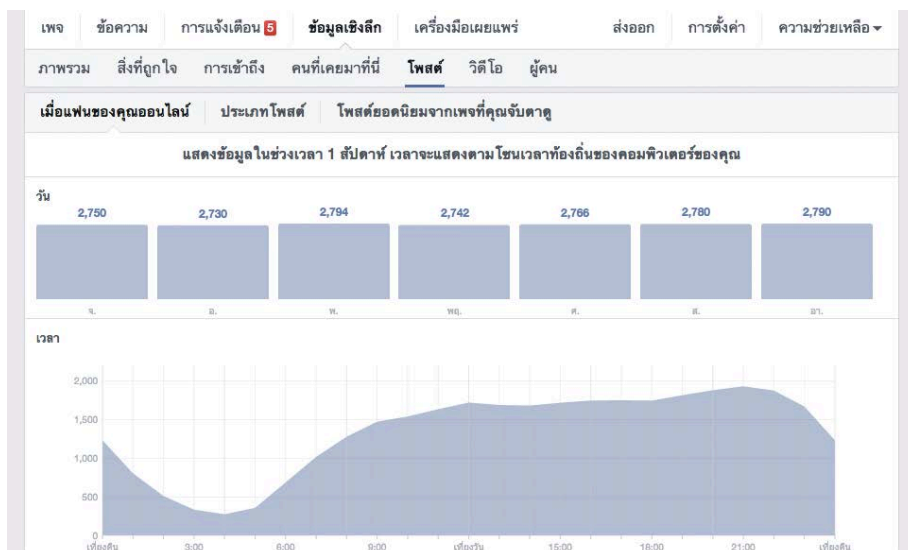 เพจ ข้อความ การแจ้งเตือน 5 ข้อมูลเชิงลึก เครื่องมือเผยแพร่ ส่งออก การตั้งค่า ความช่วยเหลือ
ภาพรวม สิ่งที่ถูกใจ การเข้าถึง คนที่เคยมาที่นี่ โพสต์ วิดีโอ ผู้คน
เมื่อแฟนของคุณออนไลน์ ประเภทโพสต์ โพสต์ยอดนิยมจากเพจที่คุณจับตาดู
แสดงข้อมูลในช่วงเวลา 1 สัปดาห์ เวลาจะแสดงตามโซนเวลาท้องถิ่นของคอมพิวเตอร์ของคุณ
วัน
2,750 2,730 2,794 2,742 2,766 2,780 2,790
จ. อ. พ. พฤ. ศ. ส. อา.
เวลา
2,000
1,500
1,000
500
0
เที่ยงคืน 3:00 6:00 9:00 เที่ยงวัน 15:00 18:00 21:00 เที่ยงคืน